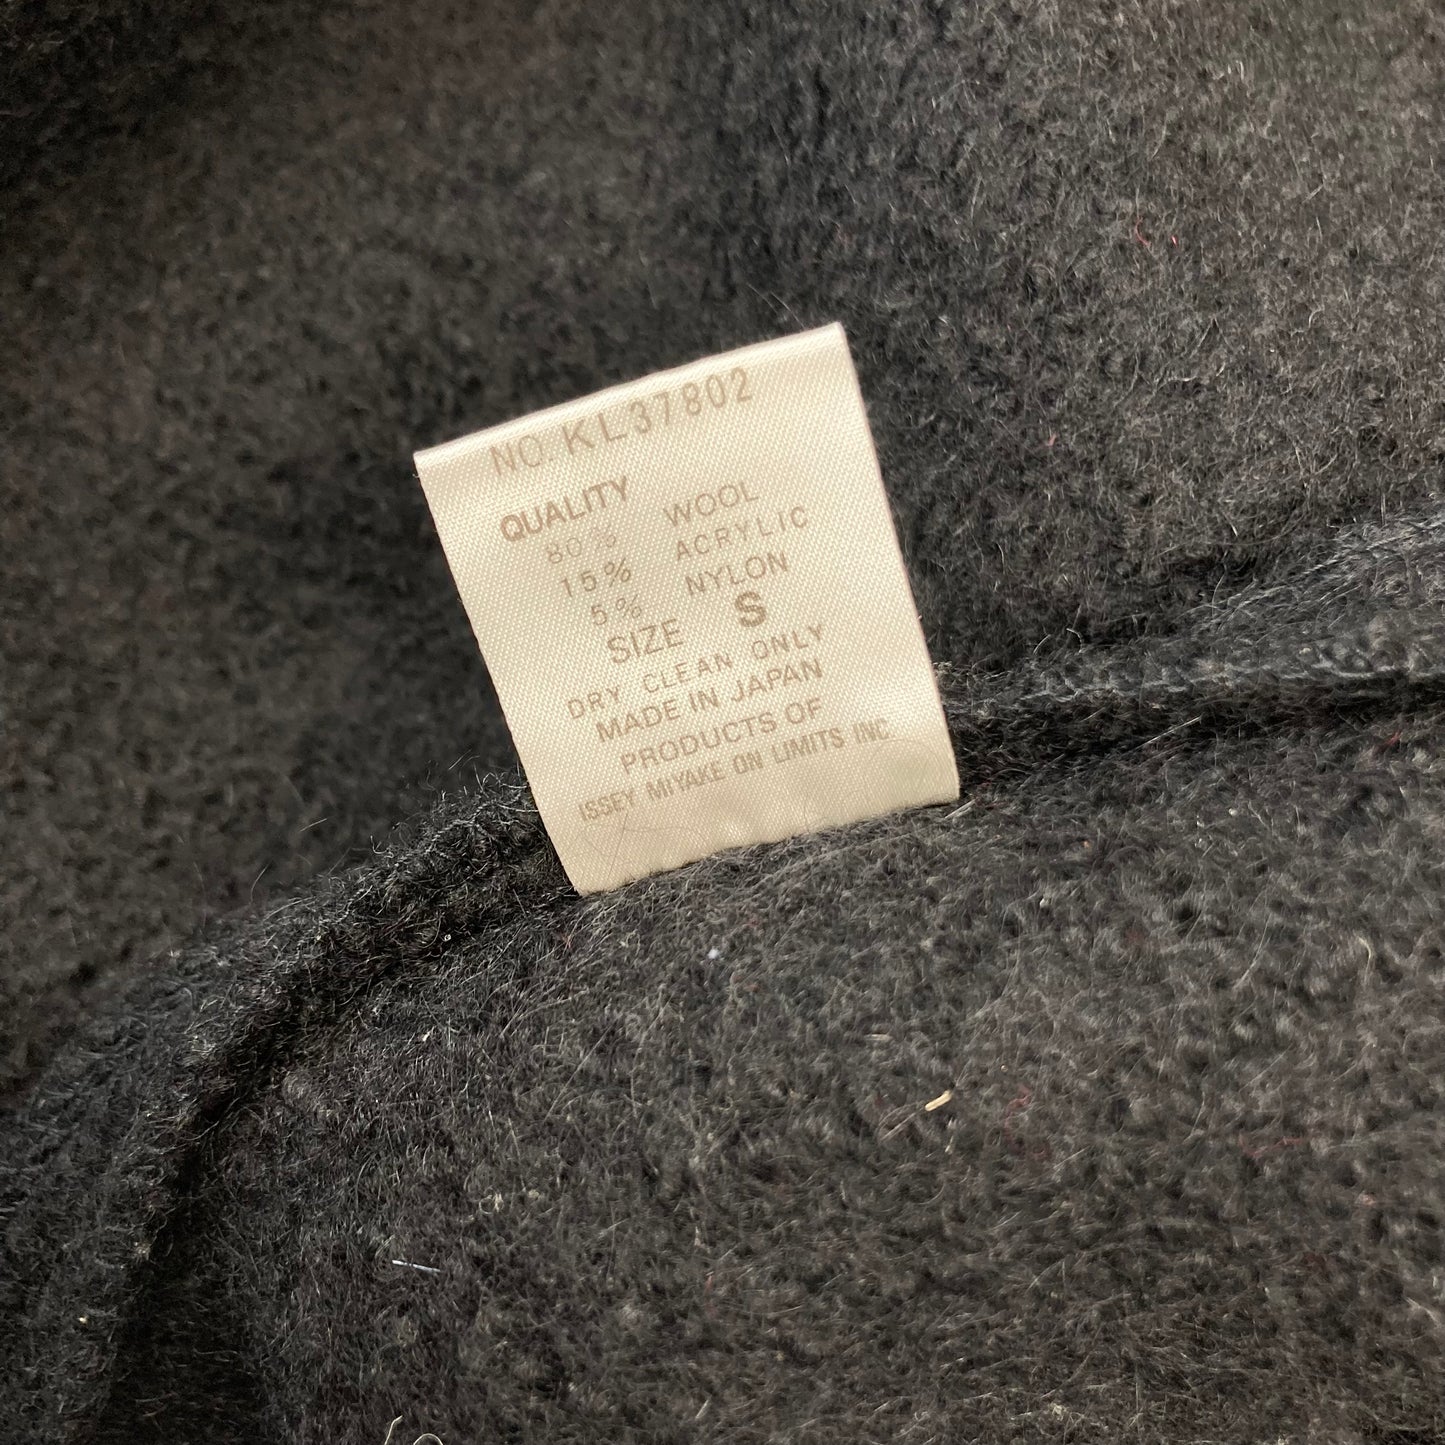 NO. KL37802
QUALITY
80% WOOL
15% ACRYLIC
5% NYLON
SIZE S
DRY CLEAN ONLY
MADE IN JAPAN
PRODUCTS OF
ISSEY MIYAKE ON LIMITS INC